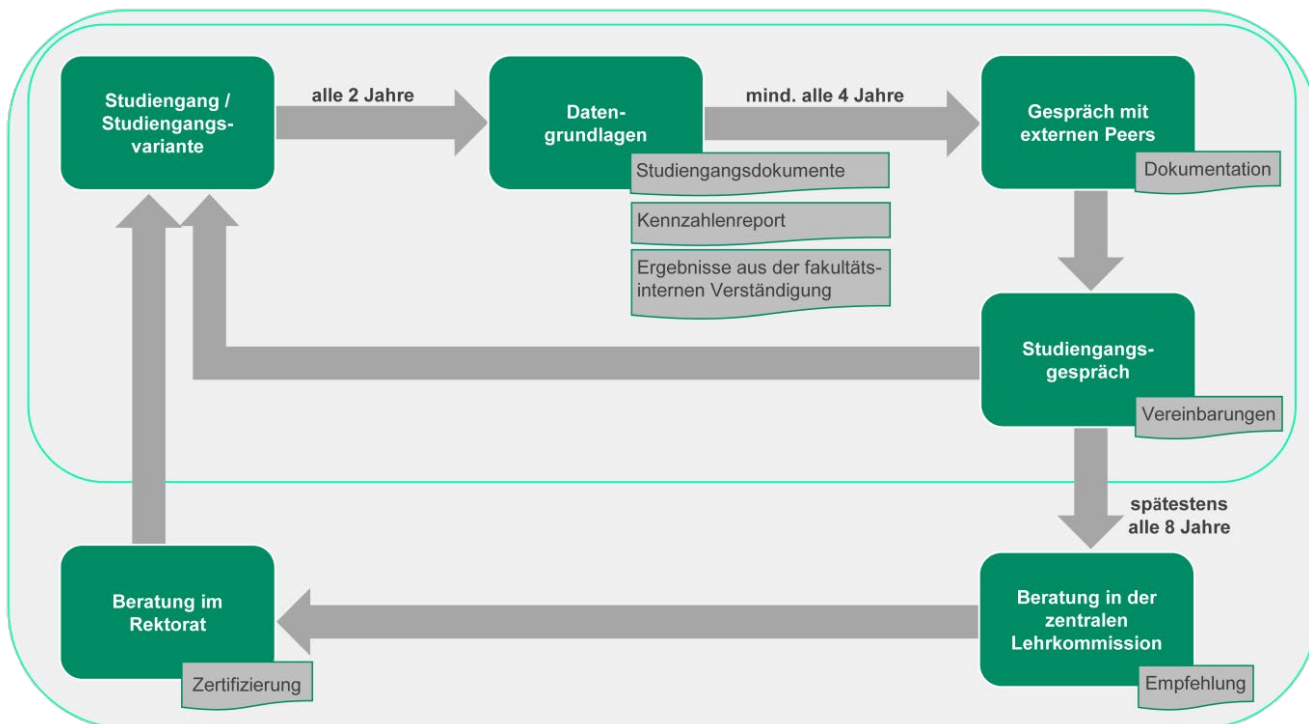 Studiengang /
Studiengangs-
variante
alle 2 Jahre
Daten-
grundlagen
Studiengangsdokumente
Kennzahlenreport
Ergebnisse aus der fakultäts-
internen Verständigung
mind. alle 4 Jahre
Gespräch mit
externen Peers
Dokumentation
Studiengangs-
gespräch
Vereinbarungen
spätestens
alle 8 Jahre
Beratung in der
zentralen
Lehrkommission
Empfehlung
Beratung im
Rektorat
Zertifizierung